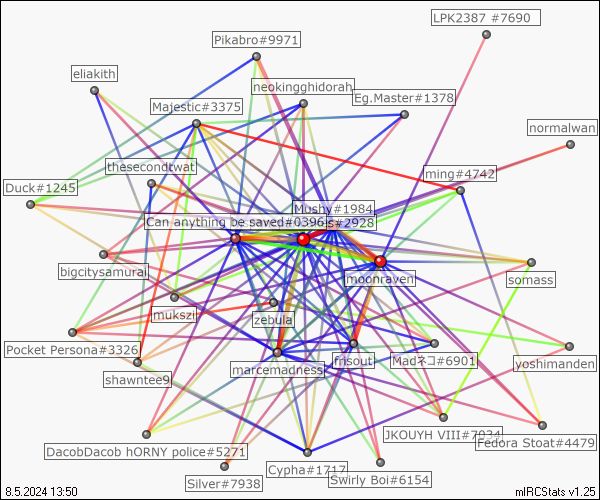 LPK2387 #7690
Pikabro#9971
eliakith
neokingghidorah
Majestic#3375
Eg.Master#1378
normalwan
thesecondtwat
ming#4742
Duck#1245
Mushy#1984
Can anything be saved#0396
s#2928
bigcitysamurai
moonraven
somass
mukszi
zebula
Pocket Persona#3326
frisout
Madネコ#6901
yoshimanden
marcemadness
shawntee9
JKOUYH VIII#7034
Fedora Stoat#4479
DacobDacob hORNY police#5271
Cypha#1717
Swirly Boi#6154
Silver#7938
8.5.2024 13:50
mIRCStats v1.25